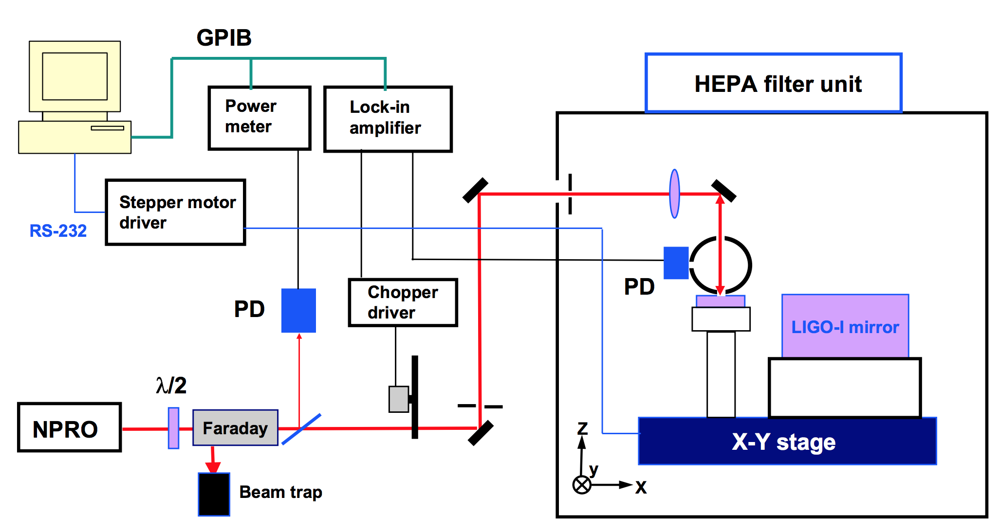 GPIB
HEPA filter unit
Power
meter
Lock-in
amplifier
Stepper motor
driver
RS-232
PD
Chopper
driver
PD
LIGO-I mirror
λ/2
NPRO
Faraday
Beam trap
X-Y stage
Z
y
X